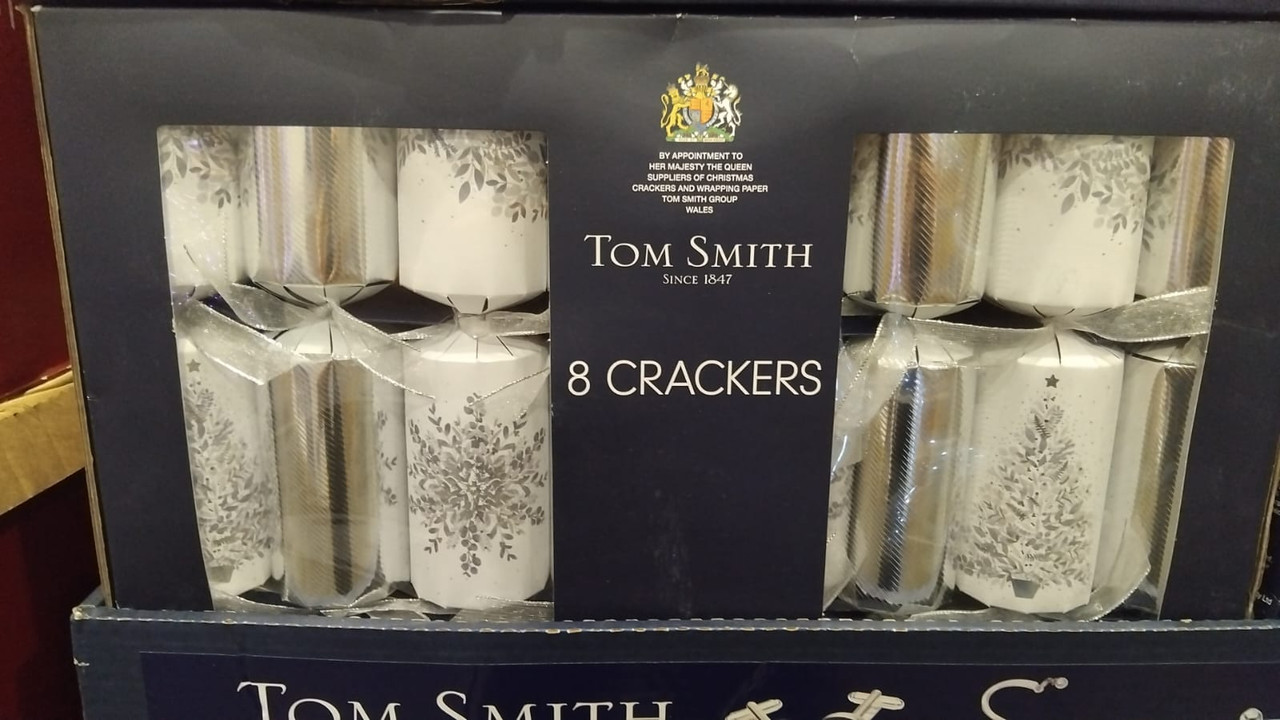 BY APPOINTMENT TO
HER MAJESTY THE QUEEN
SUPPLIERS OF CHRISTMAS
CRACKERS AND WRAPPING PAPER
TOM SMITH GROUP
WALES
TOM SMITH
SINCE 1847
8 CRACKERS
TOM SMITH